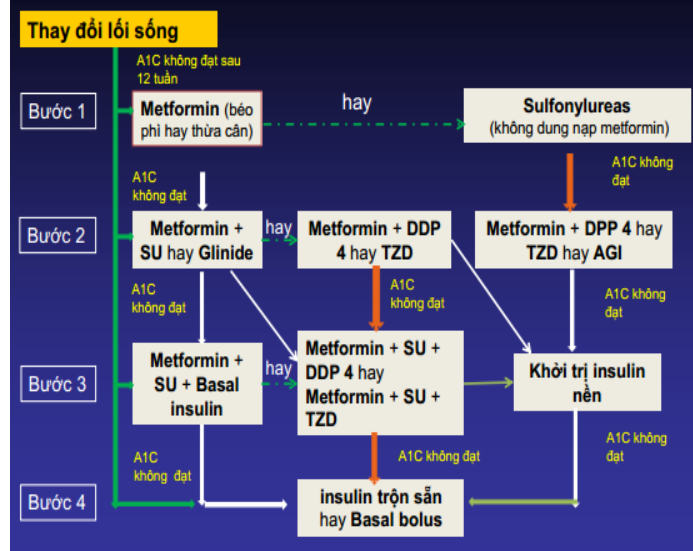 Thay đổi lối sống
A1C không đạt sau
12 tuần
Bước 1
Metformin (béo
phì hay thừa cân)
hay
Sulfonylureas
(không dung nạp metformin)
A1C
không đạt
A1C không
đạt
Bước 2
Metformin +
SU hay Glinide
hay
Metformin + DDP
4 hay TZD
Metformin + DPP 4 hay
TZD hay AGI
A1C
không đạt
A1C
không đạt
A1C không
đạt
Bước 3
Metformin +
SU + Basal
insulin
hay
Metformin + SU +
DDP 4 hay
Metformin + SU +
TZD
Khởi trị insulin
nền
A1C
không đạt
A1C không đạt
A1C không
đạt
Bước 4
insulin trộn sẵn
hay Basal bolus